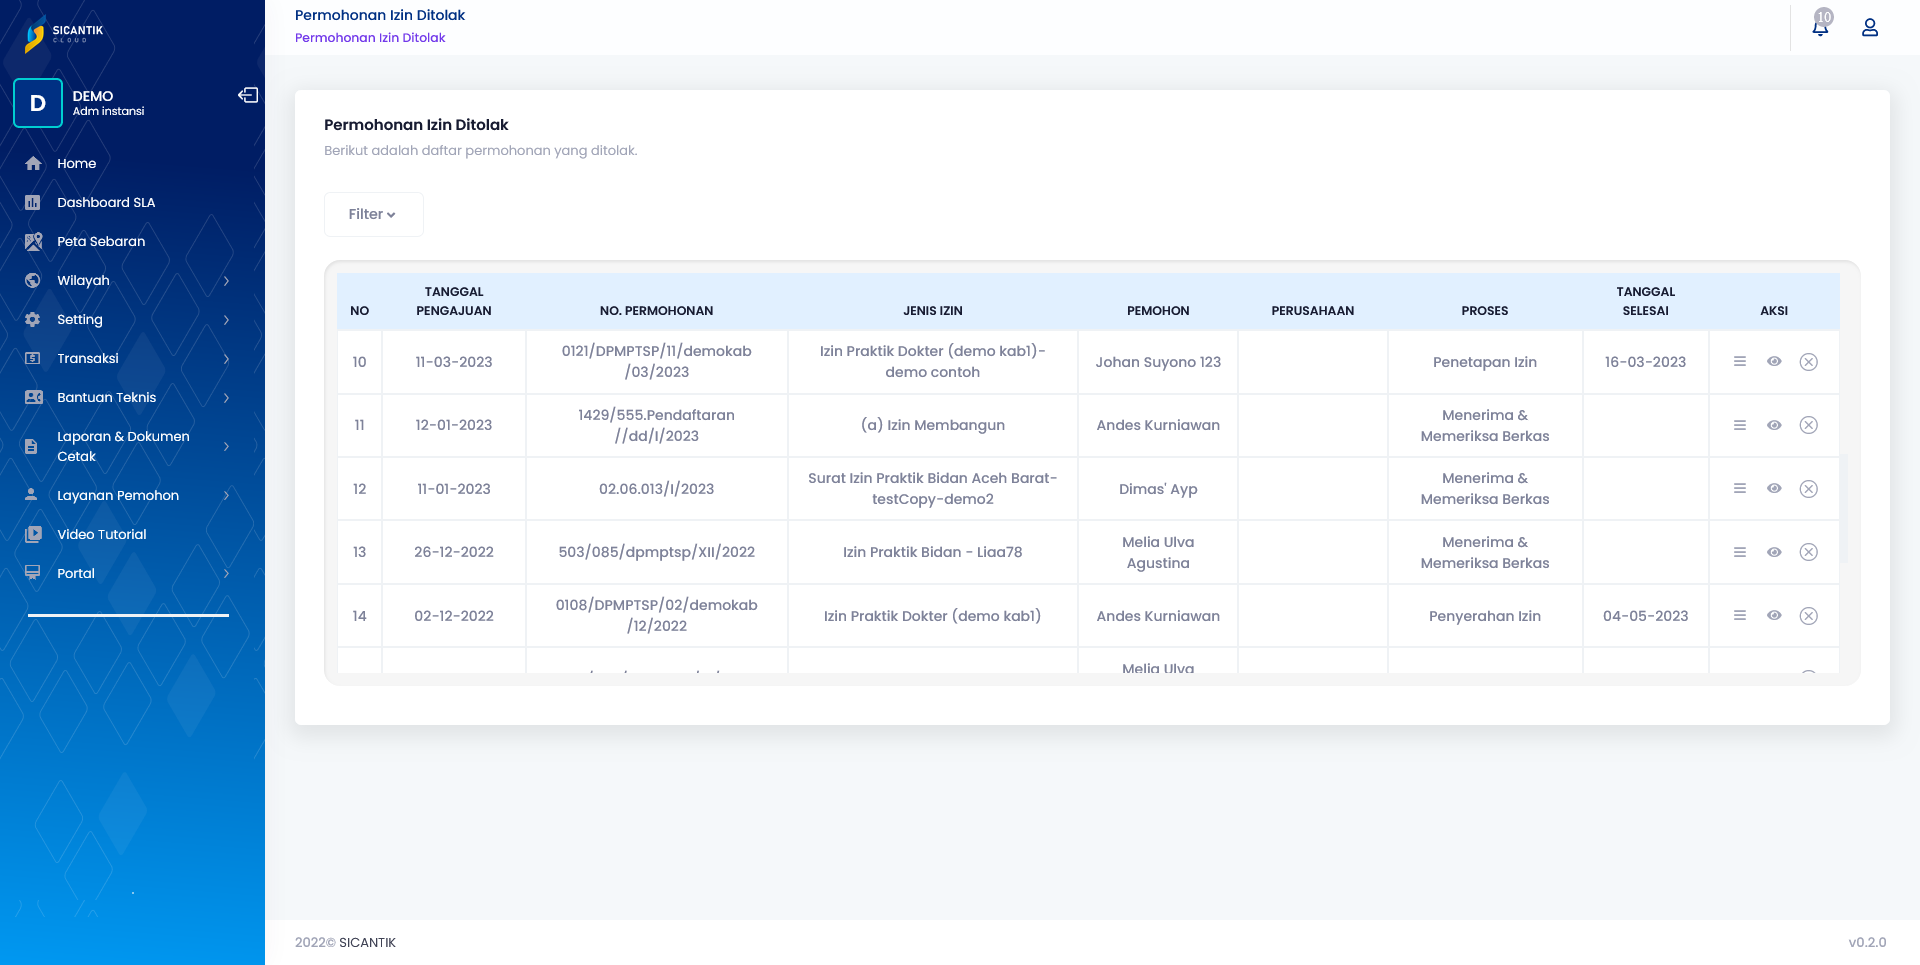 SICANTIK
CLOUD
D
DEMO
Adm instansi
Home
Dashboard SLA
Peta Sebaran
Wilayah
Setting
Transaksi
Bantuan Teknis
Laporan & Dokumen
Cetak
Layanan Pemohon
Video Tutorial
Portal
Permohonan Izin Ditolak
Permohonan Izin Ditolak
10
Permohonan Izin Ditolak
Berikut adalah daftar permohonan yang ditolak.
Filter
NO TANGGAL PENGAJUAN NO. PERMOHONAN JENIS IZIN PEMOHON PERUSAHAAN PROSES TANGGAL SELESAI AKSI
10 11-03-2023 0121/DPMPTSP/11/demokab /03/2023 Izin Praktik Dokter (demo kab1)- demo contoh Johan Suyono 123 Penetapan Izin 16-03-2023
11 12-01-2023 1429/555.Pendaftaran //dd/I/2023 (a) Izin Membangun Andes Kurniawan Menerima & Memeriksa Berkas
12 11-01-2023 02.06.013/I/2023 Surat Izin Praktik Bidan Aceh Barat- testCopy-demo2 Dimas' Ayp Menerima & Memeriksa Berkas
13 26-12-2022 503/085/dpmptsp/XII/2022 Izin Praktik Bidan - Liaa78 Melia Ulva Agustina Menerima & Memeriksa Berkas
14 02-12-2022 0108/DPMPTSP/02/demokab /12/2022 Izin Praktik Dokter (demo kab1) Andes Kurniawan Penyerahan Izin 04-05-2023
Melia Ulva
2022© SICANTIK
v0.2.0